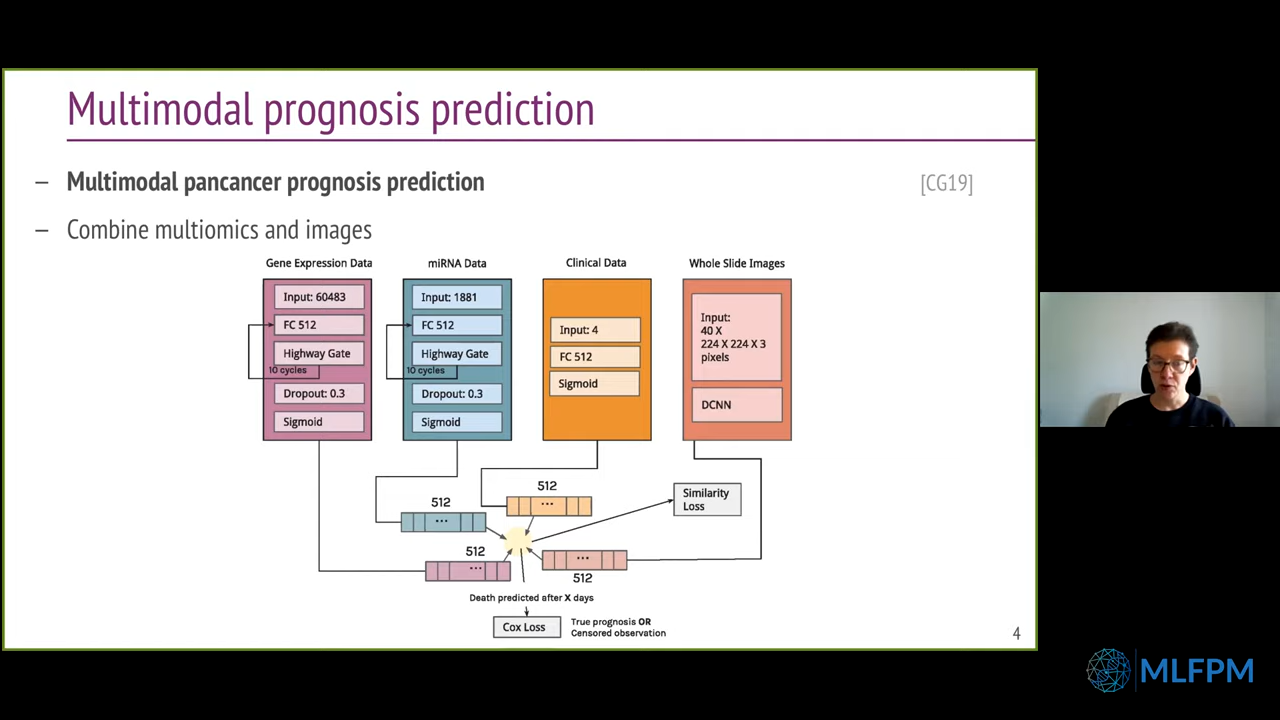 Multimodal prognosis prediction
— Multimodal pancancer prognosis prediction [CG19]
— Combine multiomics and images
Gene Expression Data
Input: 60483
FC 512
Highway Gate
10 cycles
Dropout: 0.3
Sigmoid
miRNA Data
Input: 1881
FC 512
Highway Gate
10 cycles
Dropout: 0.3
Sigmoid
Clinical Data
Input: 4
FC 512
Sigmoid
Whole Slide Images
Input:
40 X
224 X 224 X 3
pixels
DCNN
512
...
512
...
Similarity
Loss
512
...
...
512
Death predicted after X days
Cox Loss
True prognosis OR
Censored observation
4
MLFPM